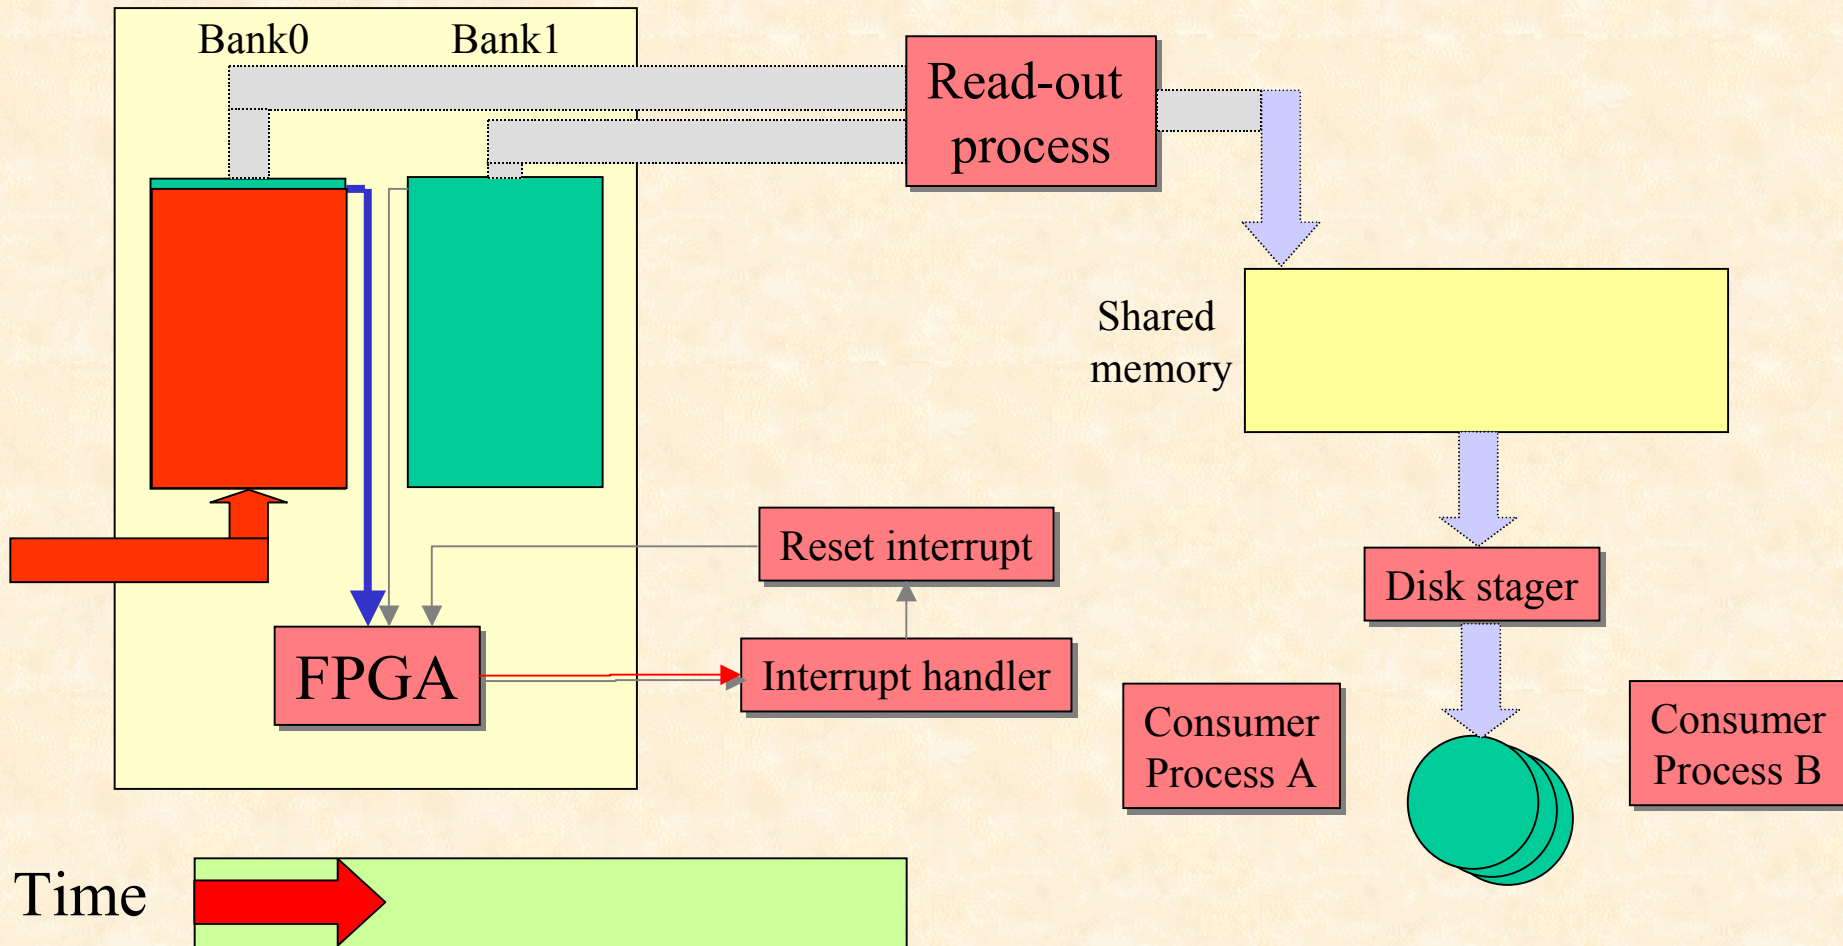 Bank0
Bank1
Read-out
process
Shared
memory
Reset interrupt
Disk stager
FPGA
Interrupt handler
Consumer
Process A
Consumer
Process B
Time